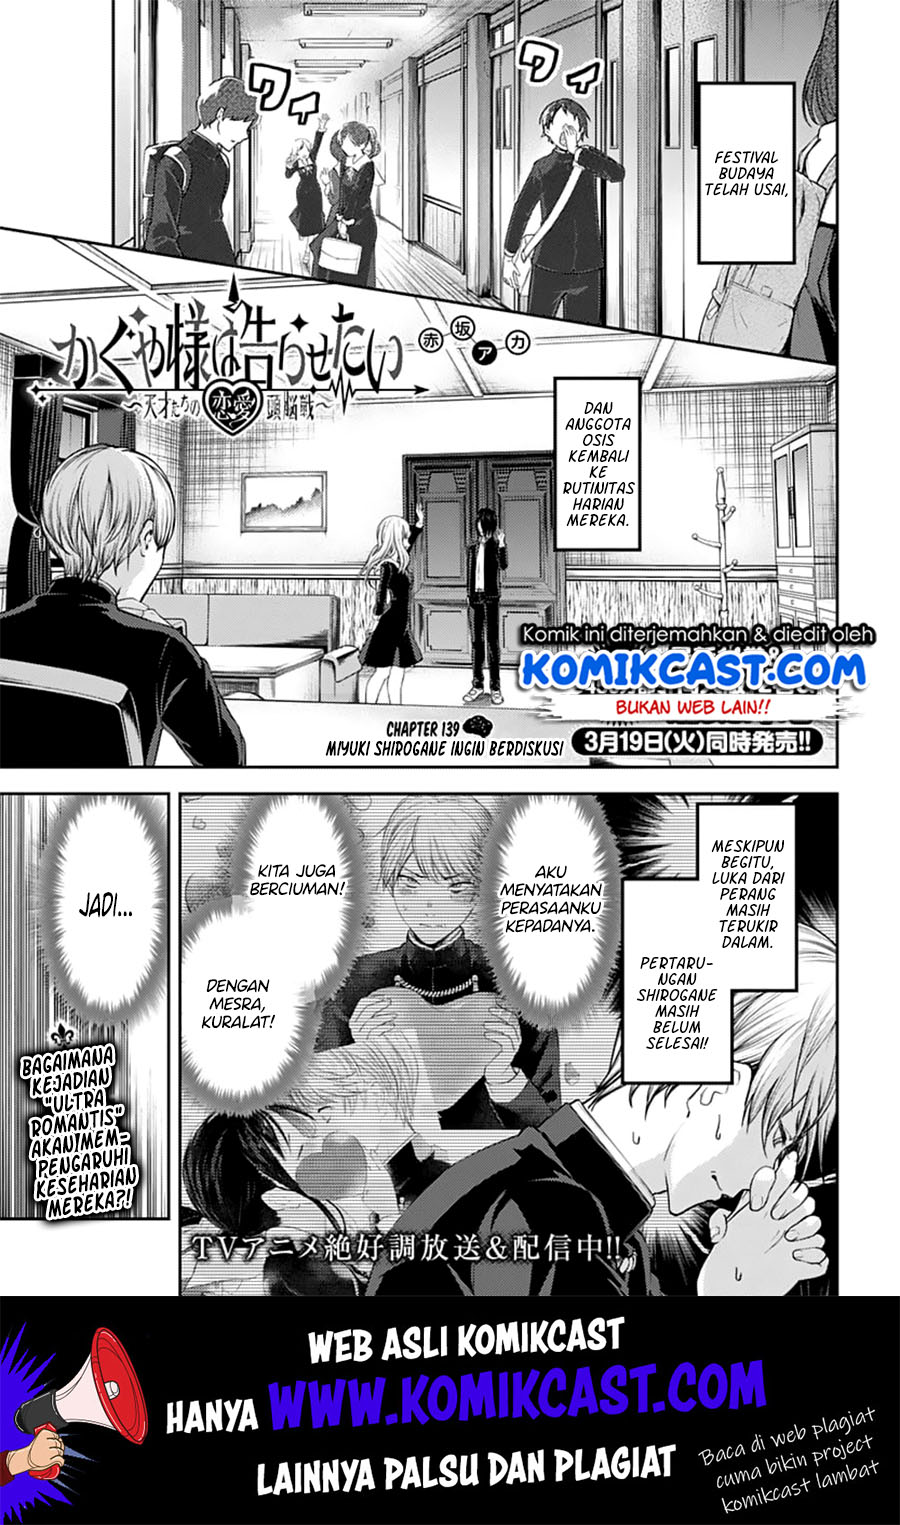 ワイ
ワイ
FESTIVAL
BUDAYA
TELAH USAI,
かぐや様は告らせたい
〜天才たちの恋愛頭脳戦〜
赤坂アカ
DAN
ANGGOTA
OSIS
KEMBALI
KE
RUTINITAS
HARIAN
MEREKA.
Komik ini diterjemahkan & diedit oleh
KOMIKCAST.COM
BUKAN WEB LAIN!!
3月19日(火)同時発売!!
CHAPTER 139
MIYUKI SHIROGANE INGIN BERDISKUSI
MESKIPUN
BEGITU,
LUKA DARI
PERANG
MASIH
TERUKIR
DALAM.
PERTARU-
NGAN
SHIROGANE
MASIH
BELUM
SELESAI!
AKU
MENYATAKAN
PERASAANKU
KEPADANYA.
KITA JUGA
BERCIUMAN!
DENGAN
MESRA,
KURALAT!
JADI...
BAGAIMANA
KEJADIAN
"ULTRA
ROMANTIS"
AKANIMEM-
PENGARUHI
KESEHARIAN
MEREKA?!
TVアニメ絶好調放送&配信中!!
WEB ASLI KOMIKCAST
HANYA WWW.KOMIKCAST.COM
LAINNYA PALSU DAN PLAGIAT
Baca di web plagiat
cuma bikin project
komikcast lambat